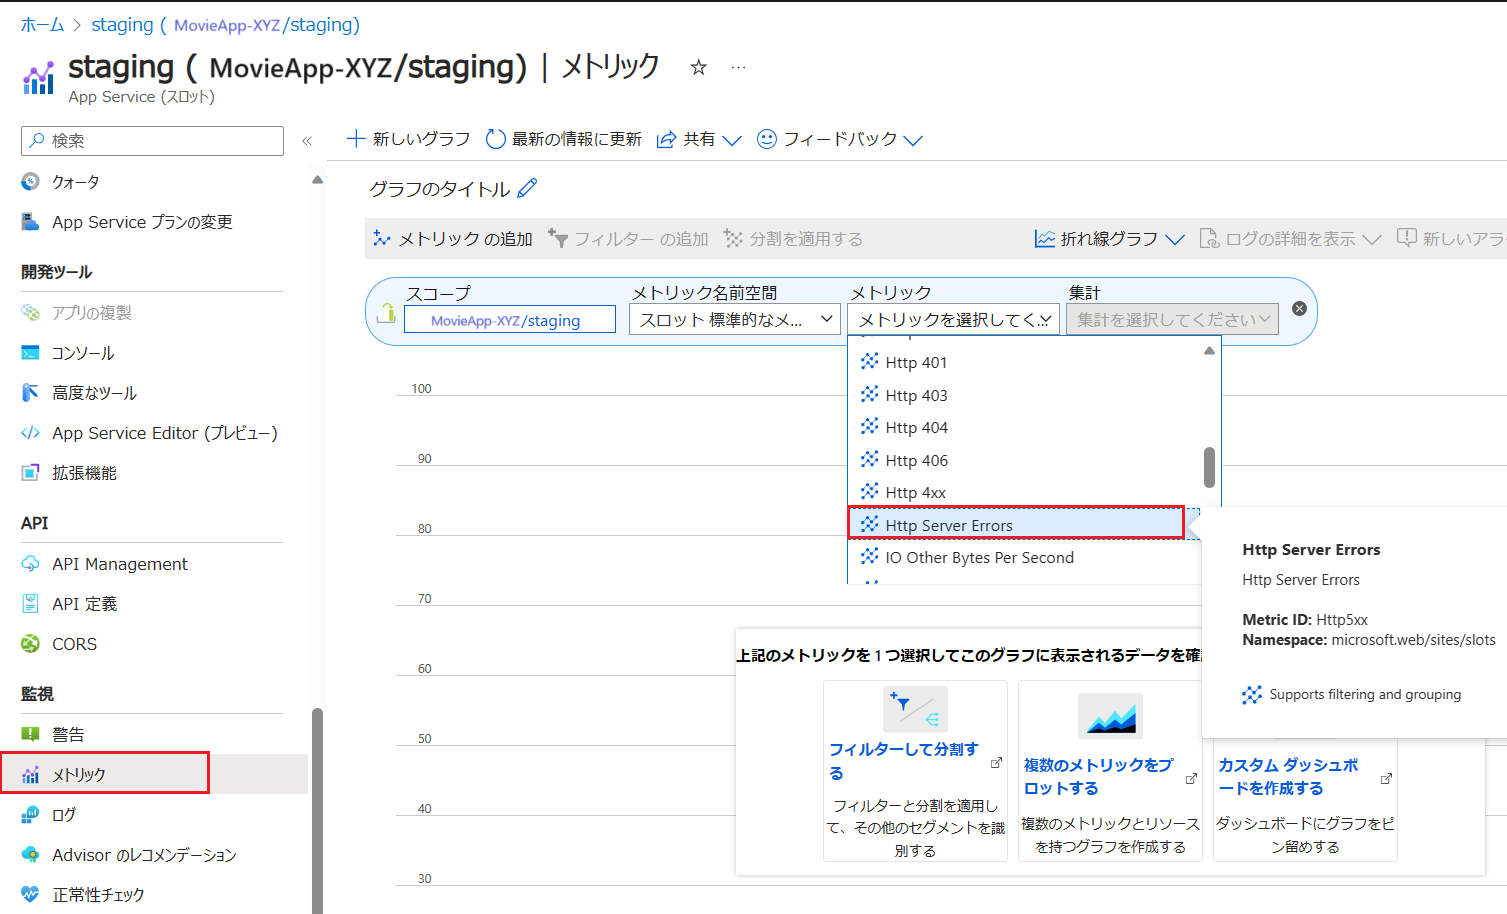 ホーム > staging ( MovieApp-XYZ/staging)
staging ( MovieApp-XYZ/staging) | メトリック ☆ ...
App Service (スロット)
検索
«
新しいグラフ
最新の情報に更新
共有
フィードバック
クォータ
App Service プランの変更
開発ツール
アプリの複製
コンソール
高度なツール
App Service Editor (プレビュー)
拡張機能
API
API Management
API 定義
CORS
監視
警告
メトリック
ログ
Advisor のレコメンデーション
正常性チェック
グラフのタイトル
メトリック の追加
フィルター の追加
分割を適用する
折れ線グラフ
ログの詳細を表示
新しいアラー
スコープ
MovieApp-XYZ/staging
メトリック名前空間
スロット 標準的なメ...
メトリック
メトリックを選択してく...
集計
集計を選択してください
Http 401
Http 403
Http 404
Http 406
Http 4xx
Http Server Errors
IO Other Bytes Per Second
100
90
80
70
60
50
40
30
Http Server Errors
Http Server Errors
Metric ID: Http5xx
Namespace: microsoft.web/sites/slots
Supports filtering and grouping
上記のメトリックを 1 つ選択してこのグラフに表示されるデータを確
フィルターして分割す
る
フィルターと分割を適用し
て、その他のセグメントを識
別する
複数のメトリックをプ
ロットする
複数のメトリックとリソース
を持つグラフを作成する
カスタム ダッシュボ
ードを作成する
ダッシュボードにグラフをピ
ン留めする